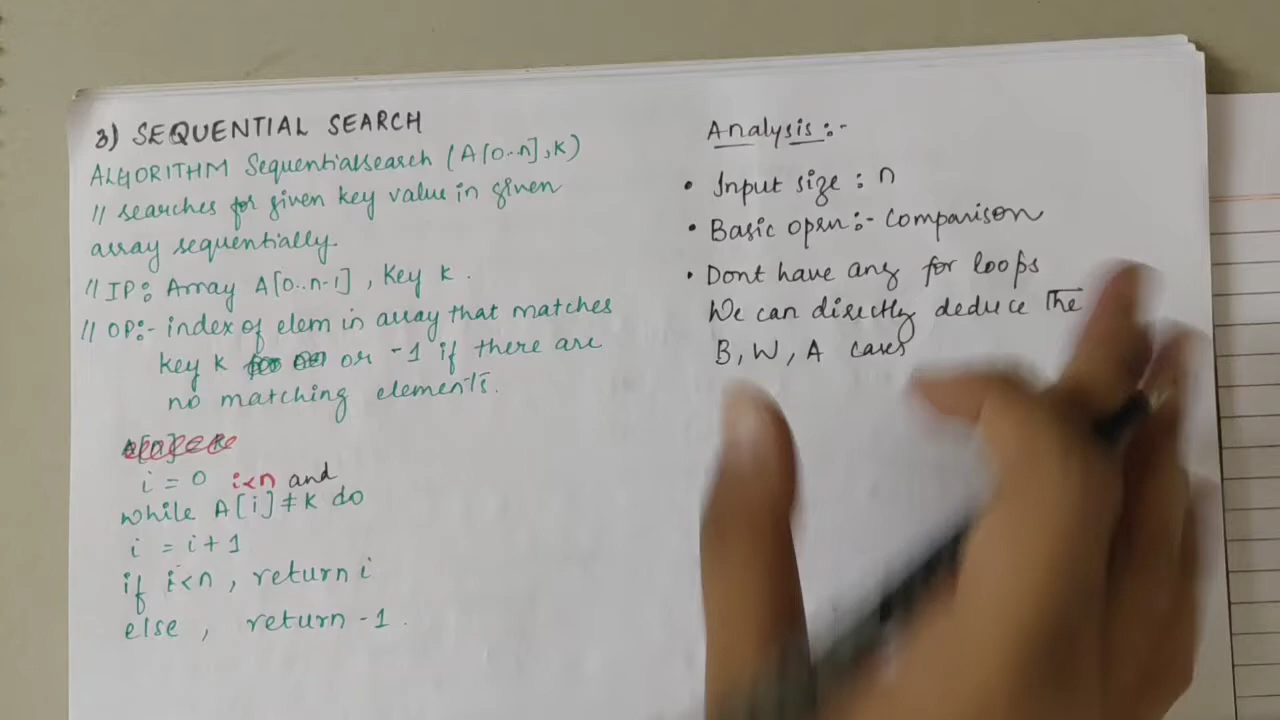 3) SEQUENTIAL SEARCH
ALGORITHM Sequentialsearch (A[0..n], K)
// searches for given key value in given
array sequentially.
// IP: Array A[0..n-1], Key k.
// OP:- index of elem in array that matches
key k or -1 if there are
no matching elements.
i = 0 i<n and
while A[i] ≠ K do
i = i+1
if i<n, return i
else, return -1.
Analysis:-
• Input size: n
• Basic opsn:- Comparison
• Dont have any for loops
We can directly deduce the
B, W, A cases